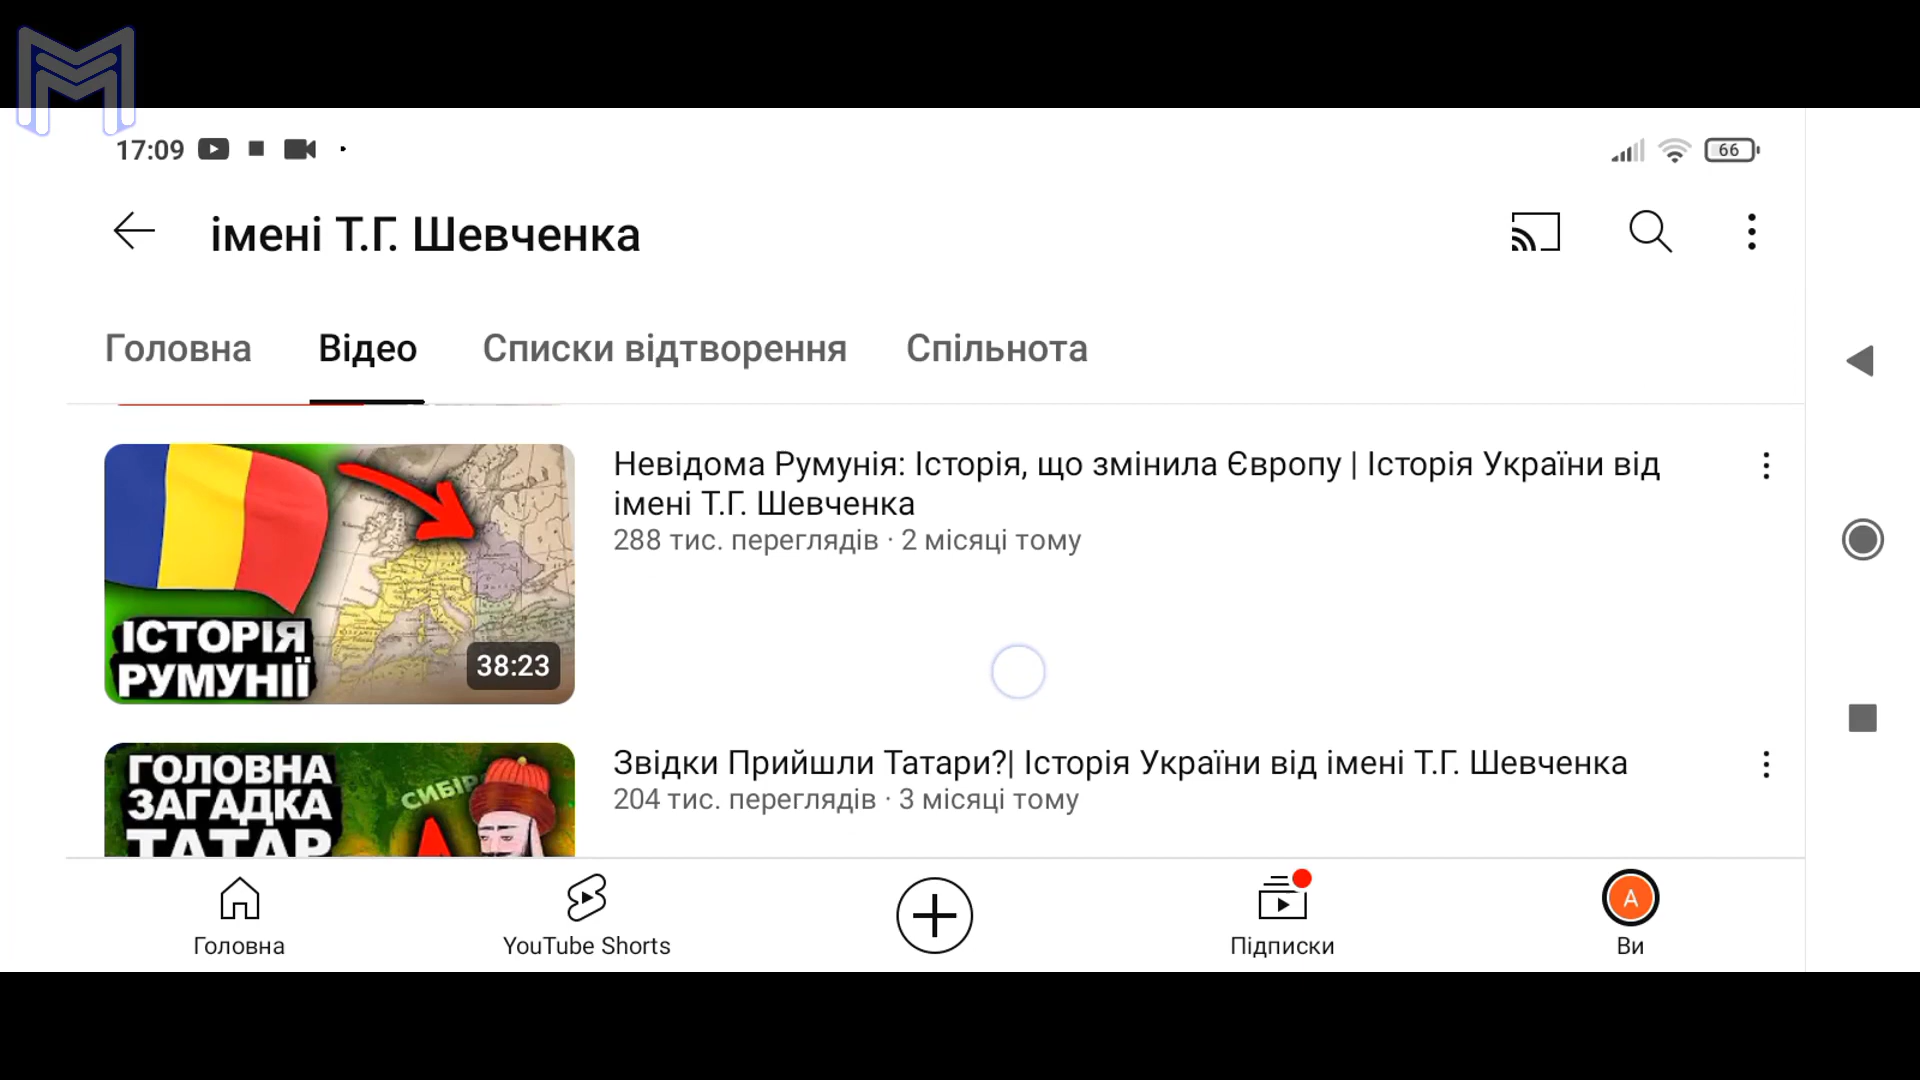 17:09
66
імені Т.Г. Шевченка
Головна
Відео
Списки відтворення
Спільнота
ІСТОРІЯ
РУМУНІЇ
38:23
Невідома Румунія: Історія, що змінила Європу | Історія України від
імені Т.Г. Шевченка
288 тис. переглядів · 2 місяці тому
ГОЛОВНА
ЗАГАДКА
ТАТАР
СИБІР
Звідки Прийшли Татари?| Історія України від імені Т.Г. Шевченка
204 тис. переглядів · 3 місяці тому
Головна
YouTube Shorts
Підписки
А
Ви